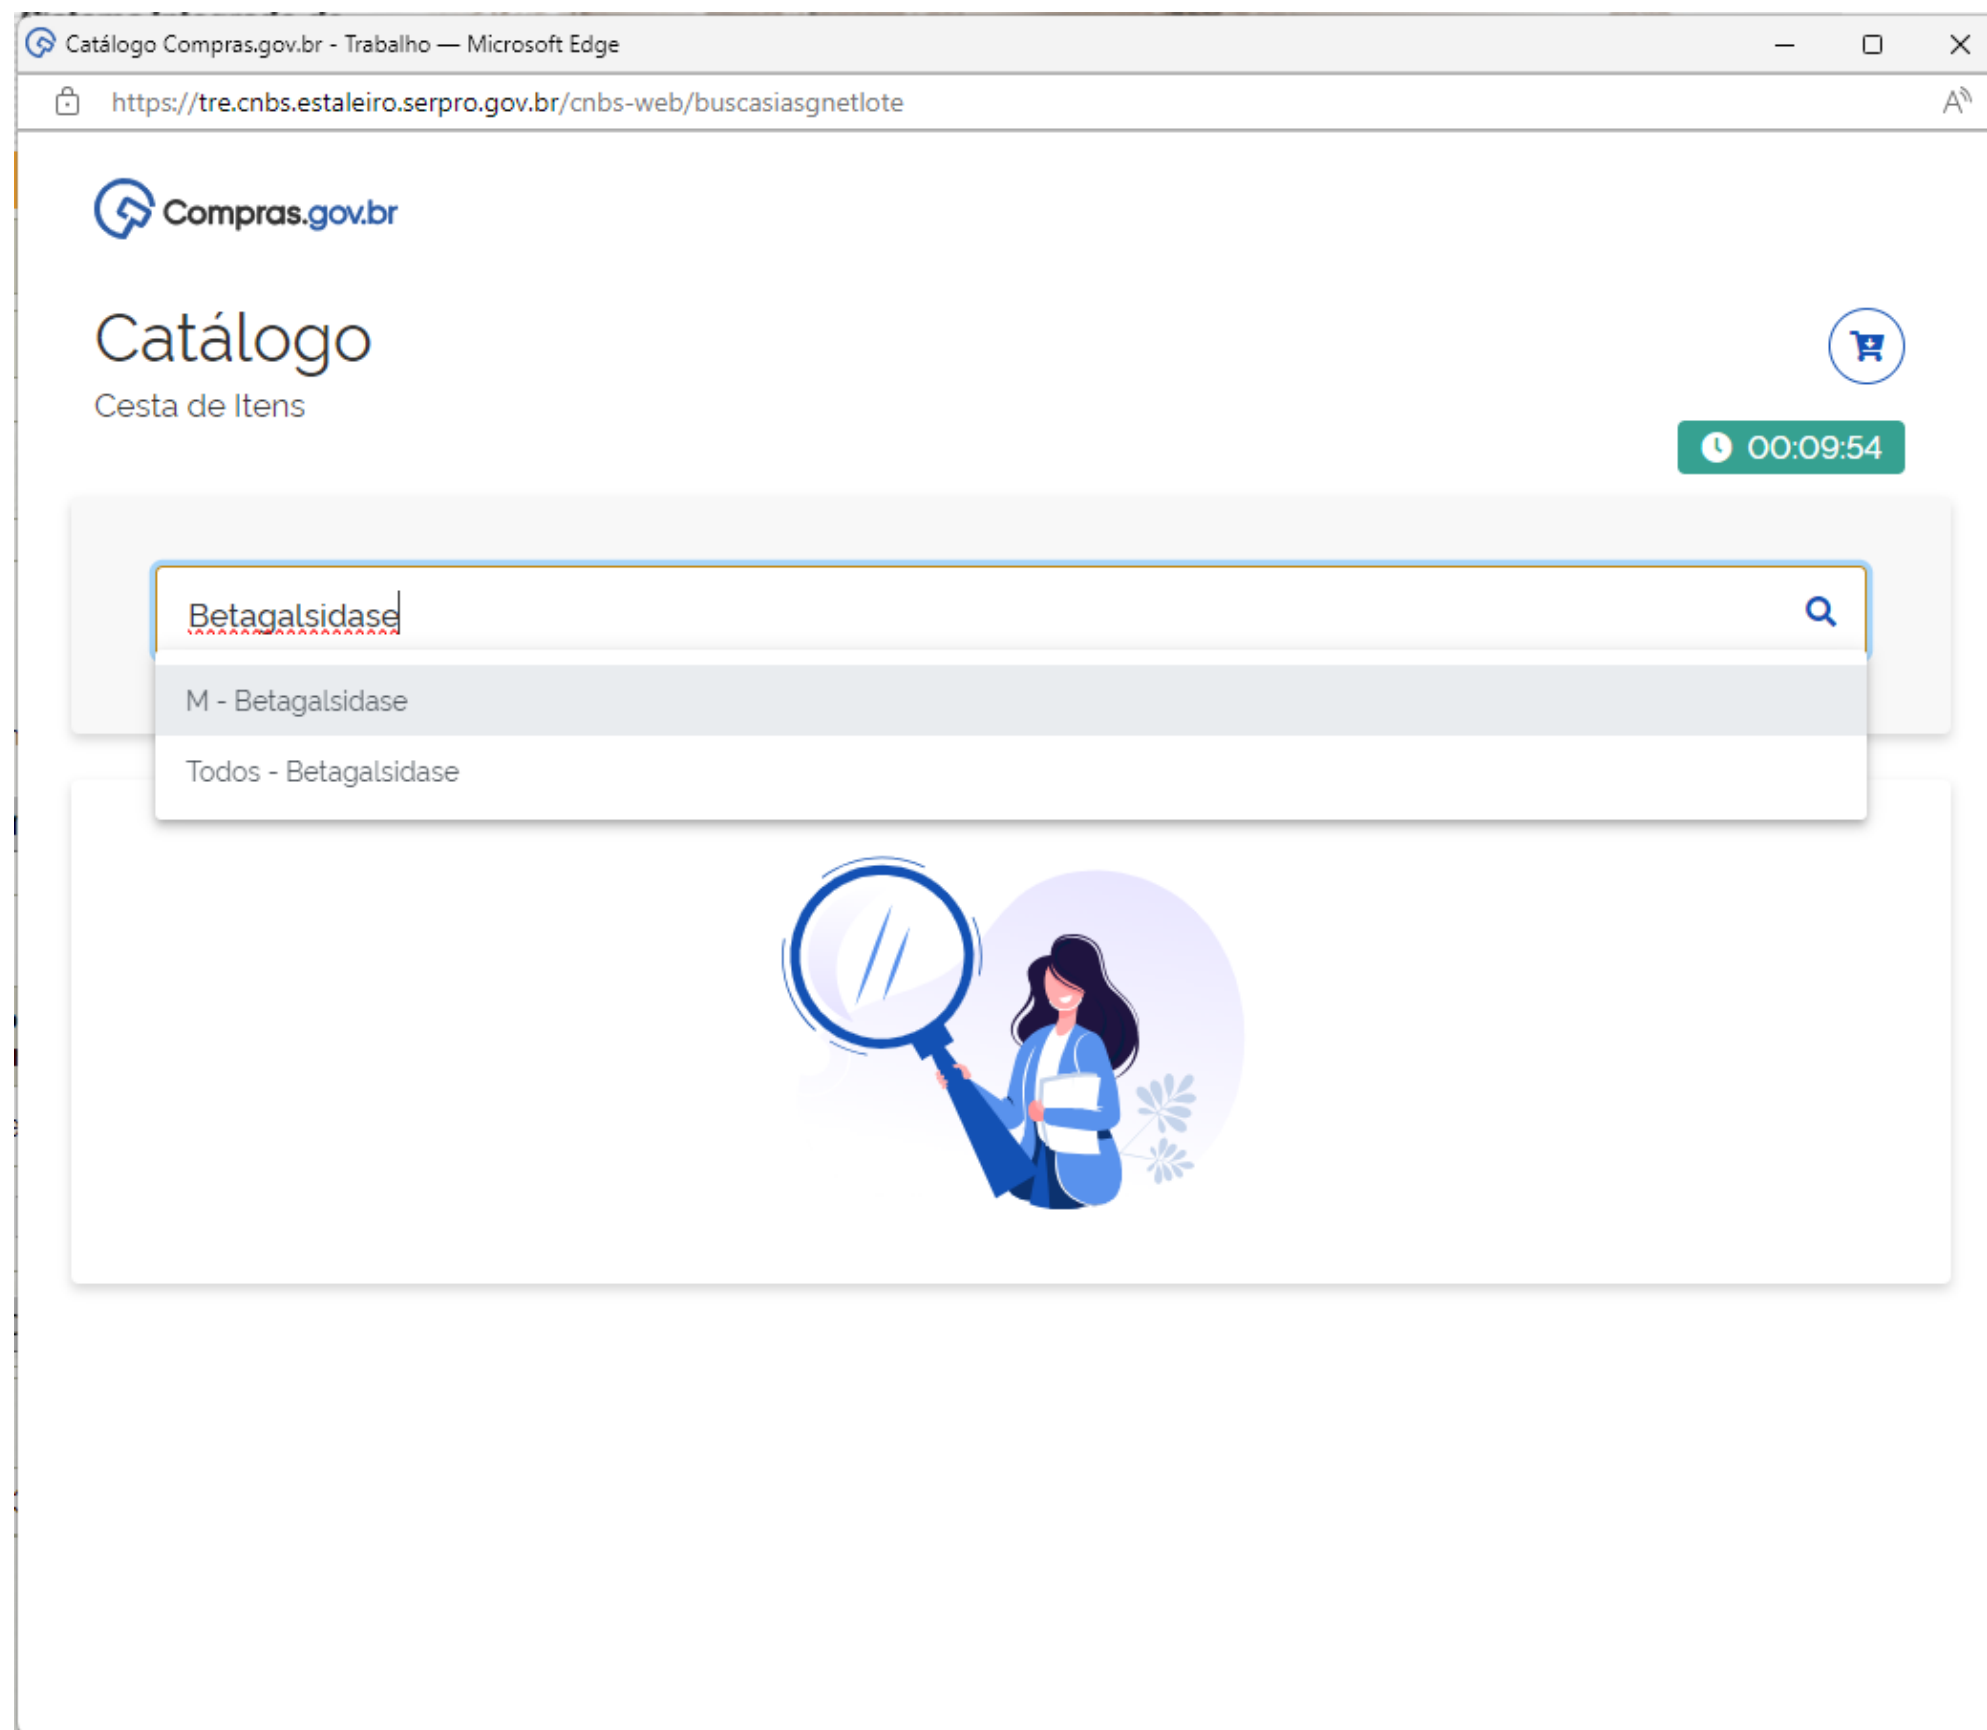 Catálogo Compras.gov.br - Trabalho — Microsoft Edge
https://tre.cnbs.estaleiro.serpro.gov.br/cnbs-web/buscasiasgnetlote
Compras.gov.br
Catálogo
Cesta de Itens
00:09:54
Betagalsidase
M - Betagalsidase
Todos - Betagalsidase